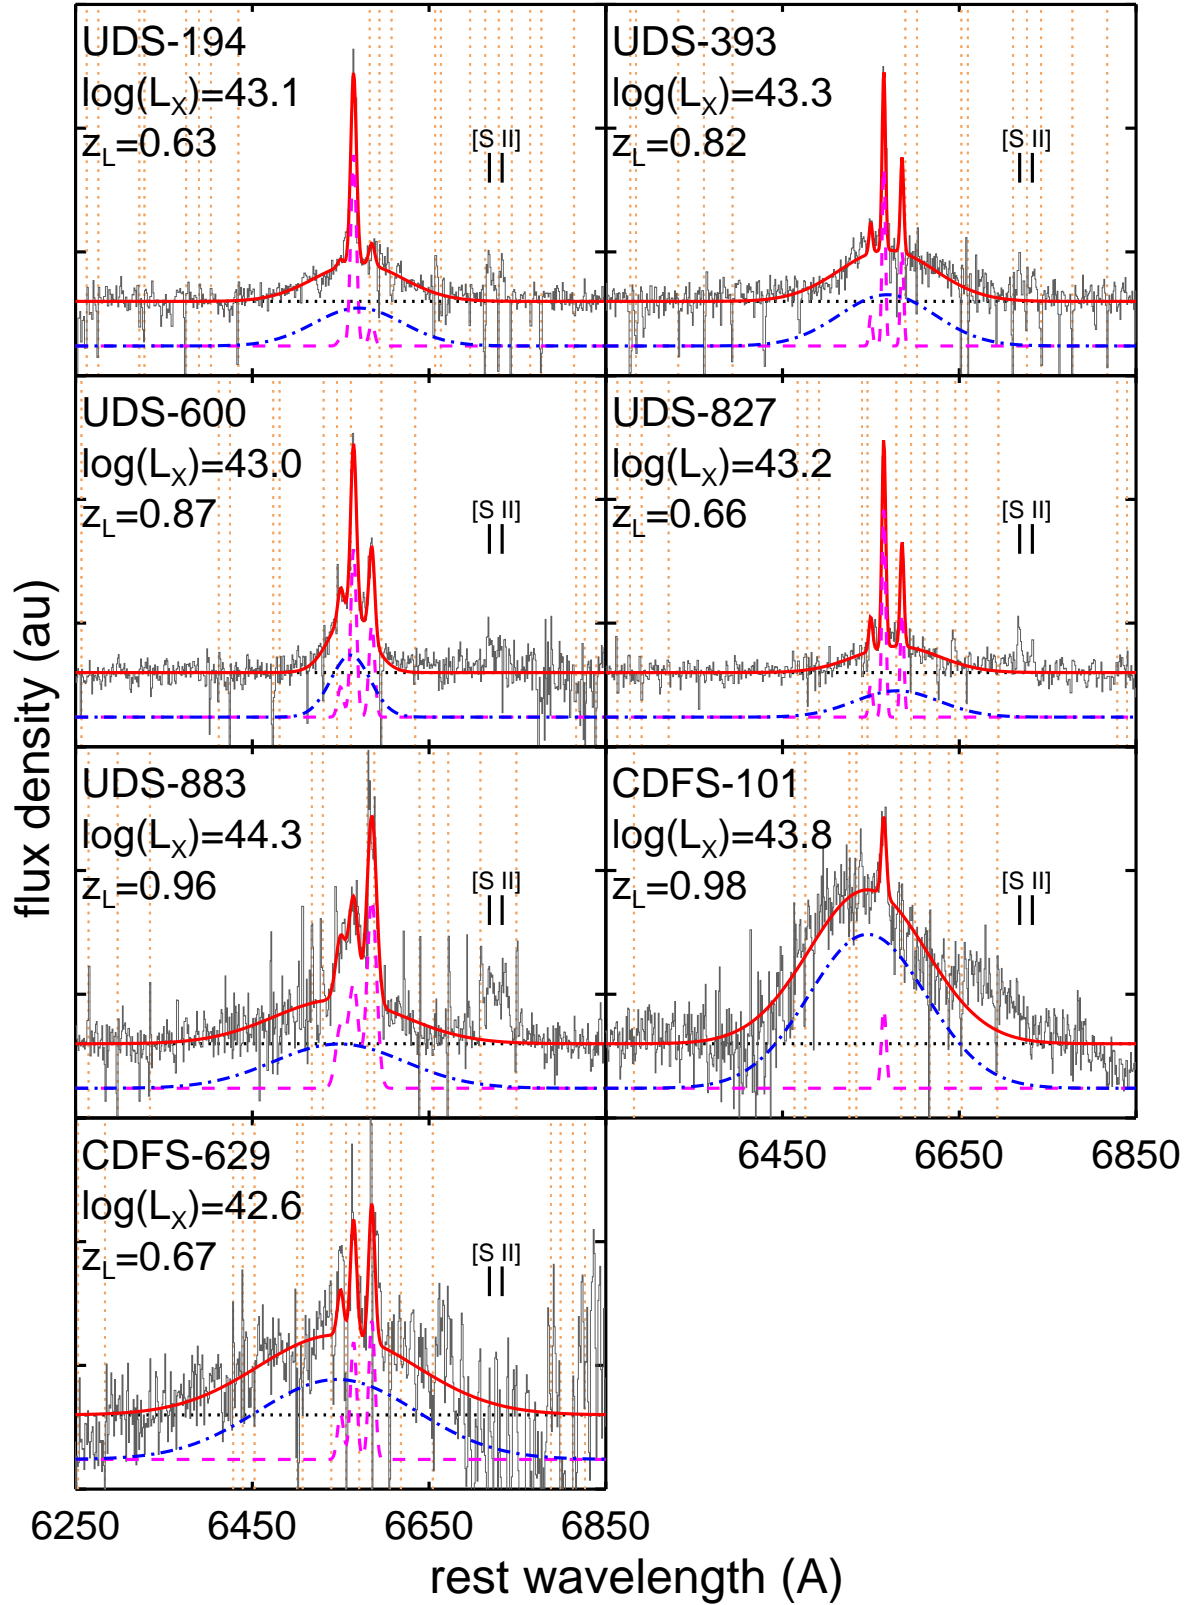 UDS-194
log(L_X)=43.1
z_L=0.63
[S II]
UDS-393
log(L_X)=43.3
z_L=0.82
[S II]
UDS-600
log(L_X)=43.0
z_L=0.87
[S II]
UDS-827
log(L_X)=43.2
z_L=0.66
[S II]
UDS-883
log(L_X)=44.3
z_L=0.96
[S II]
CDFS-101
log(L_X)=43.8
z_L=0.98
[S II]
6450 6650 6850
CDFS-629
log(L_X)=42.6
z_L=0.67
[S II]
6250 6450 6650 6850
rest wavelength (A)
flux density (au)